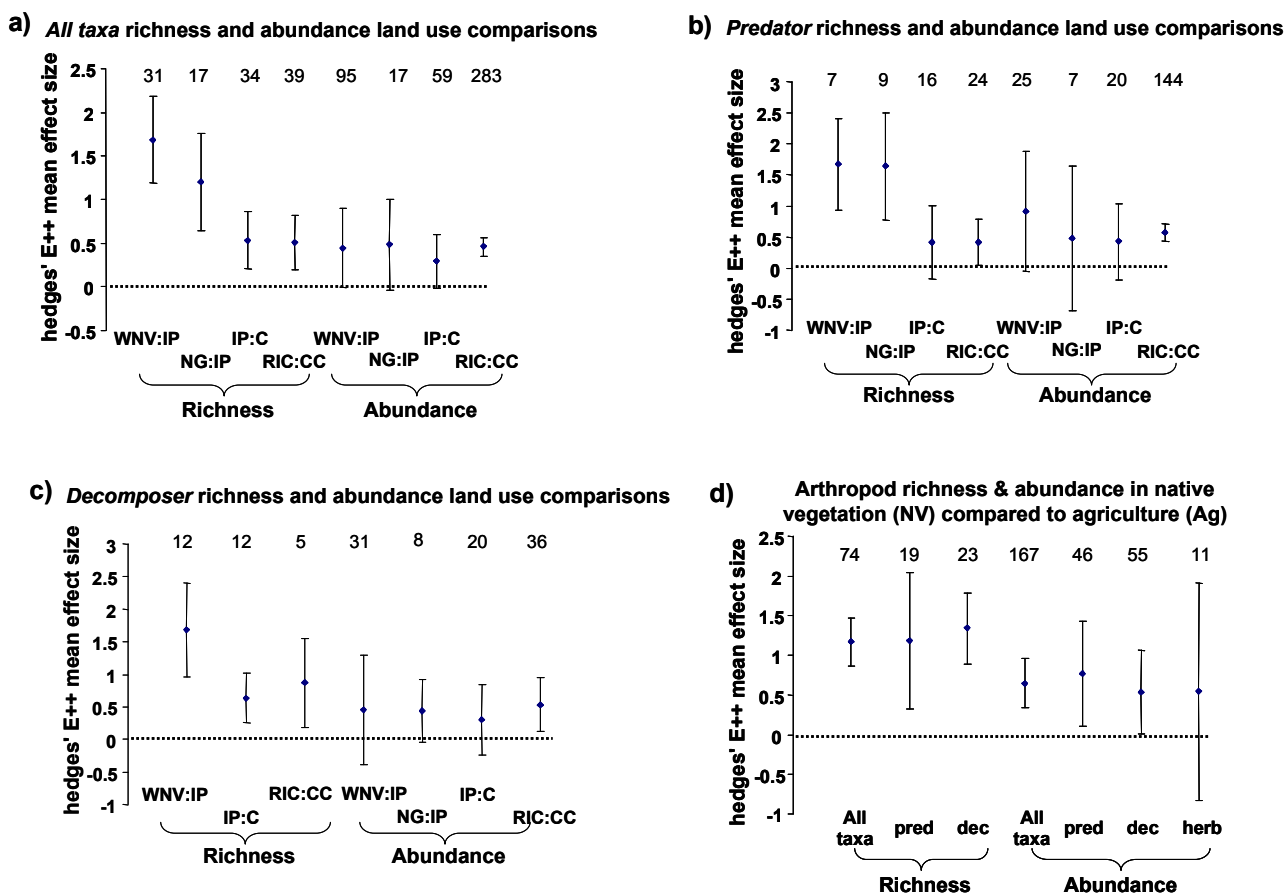 a) All taxa richness and abundance land use comparisons
hedges' E++ mean effect size
2.5
2
1.5
1
0.5
0
-0.5
31 17 34 39 95 17 59 283
WNV:IP IP:C WNV:IP IP:C
NG:IP RIC:CC NG:IP RIC:CC
Richness Abundance
b) Predator richness and abundance land use comparisons
hedges' E++ mean effect size
3
2.5
2
1.5
1
0.5
0
-0.5
-1
7 9 16 24 25 7 20 144
WNV:IP IP:C WNV:IP IP:C
NG:IP RIC:CC NG:IP RIC:CC
Richness Abundance
c) Decomposer richness and abundance land use comparisons
hedges' E++ mean effect size
3
2.5
2
1.5
1
0.5
0
-0.5
-1
12 12 5 31 8 20 36
WNV:IP RIC:CC WNV:IP IP:C
IP:C NG:IP RIC:CC
Richness Abundance
d) Arthropod richness & abundance in native
vegetation (NV) compared to agriculture (Ag)
hedges' E++ mean effect size
2.5
2
1.5
1
0.5
0
-0.5
-1
74 19 23 167 46 55 11
All taxa pred dec All taxa pred dec herb
Richness Abundance